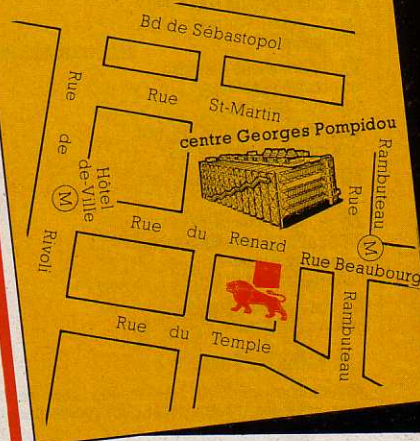 Bd de Sébastopol
Rue St-Martin
centre Georges Pompidou
Rue de Rivoli
Hôtel
de-Ville
M
Rue Rambuteau
M
Rue du Renard
Rue Beaubourg
Rambuteau
Rue du Temple